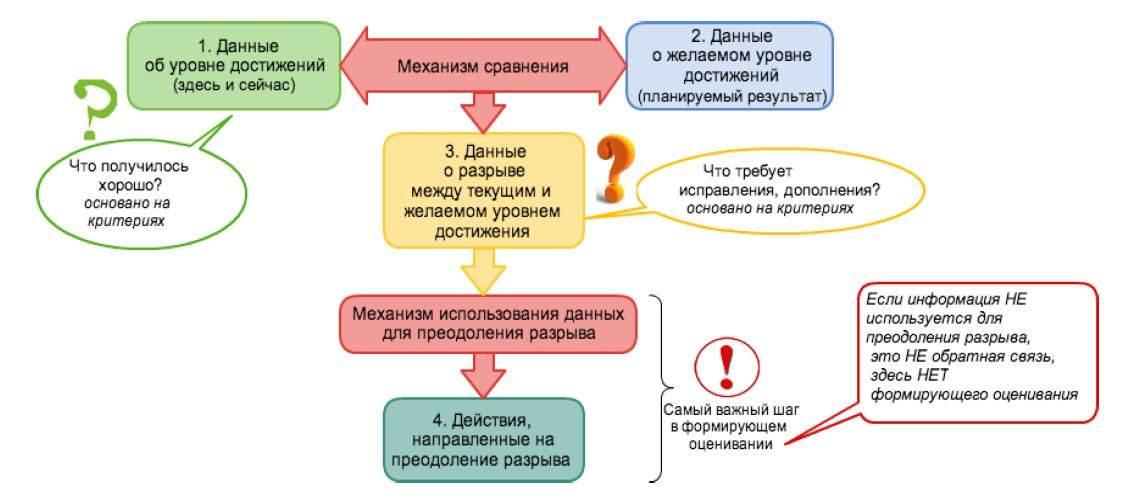 1. Данные
об уровне достижений
(здесь и сейчас)
Механизм сравнения
2. Данные
о желаемом уровне
достижений
(планируемый результат)
Что получилось
хорошо?
основано на
критериях
3. Данные
о разрыве
между текущим и
желаемом уровнем
достижения
Что требует
исправления, дополнения?
основано на критериях
Механизм использования данных
для преодоления разрыва
4. Действия,
направленные на
преодоление разрыва
Самый важный шаг
в формирующем
оценивании
Если информация НЕ
используется для
преодоления разрыва,
это НЕ обратная связь,
здесь НЕТ
формирующего оценивания